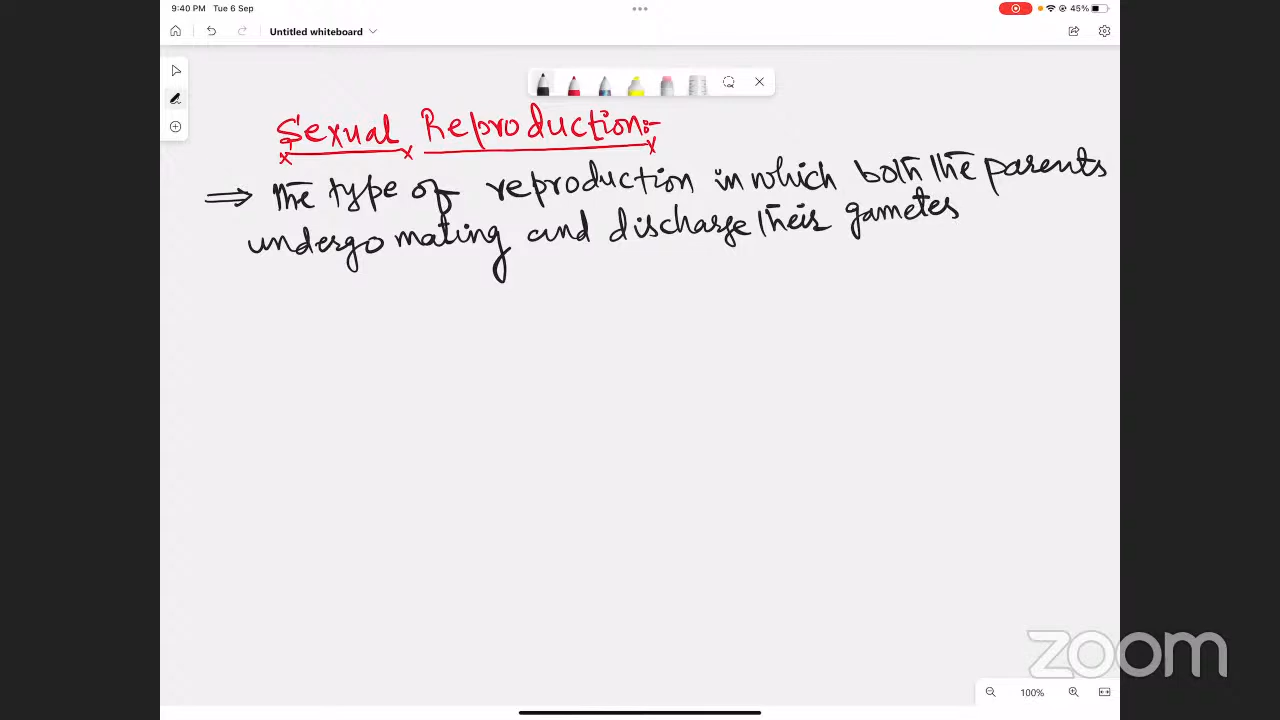 9:40 PM Tue 6 Sep
45%
Untitled whiteboard
Sexual Reproduction:-
⇒ The type of reproduction in which both the parents
undergo mating and discharge their gametes
zoom
100%